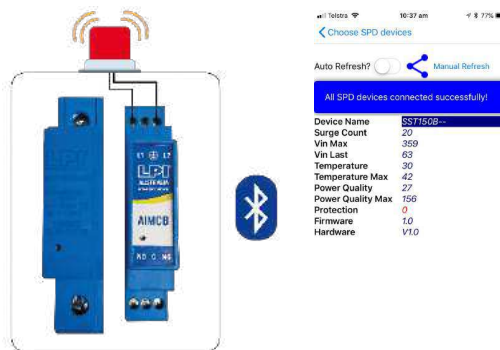 LPI
L1
L2
LPI
AUSTRALIA
AIMCB
NO C NC
Telstra
10:37 am
77%
Choose SPD devices
Auto Refresh?
Manual Refresh
All SPD devices connected successfully!
Device Name SST150B--
Surge Count 20
Vin Max 359
Vin Last 63
Temperature 30
Temperature Max 42
Power Quality 27
Power Quality Max 156
Protection 0
Firmware 1.0
Hardware V1.0